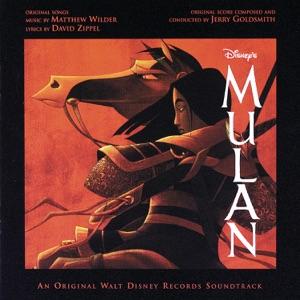 ORIGINAL SONGS
MUSIC BY MATTHEW WILDER
LYRICS BY DAVID ZIPPEL
ORIGINAL SCORE COMPOSED AND
CONDUCTED BY JERRY GOLDSMITH
DISNEY'S
MULAN
AN ORIGINAL WALT DISNEY RECORDS SOUNDTRACK